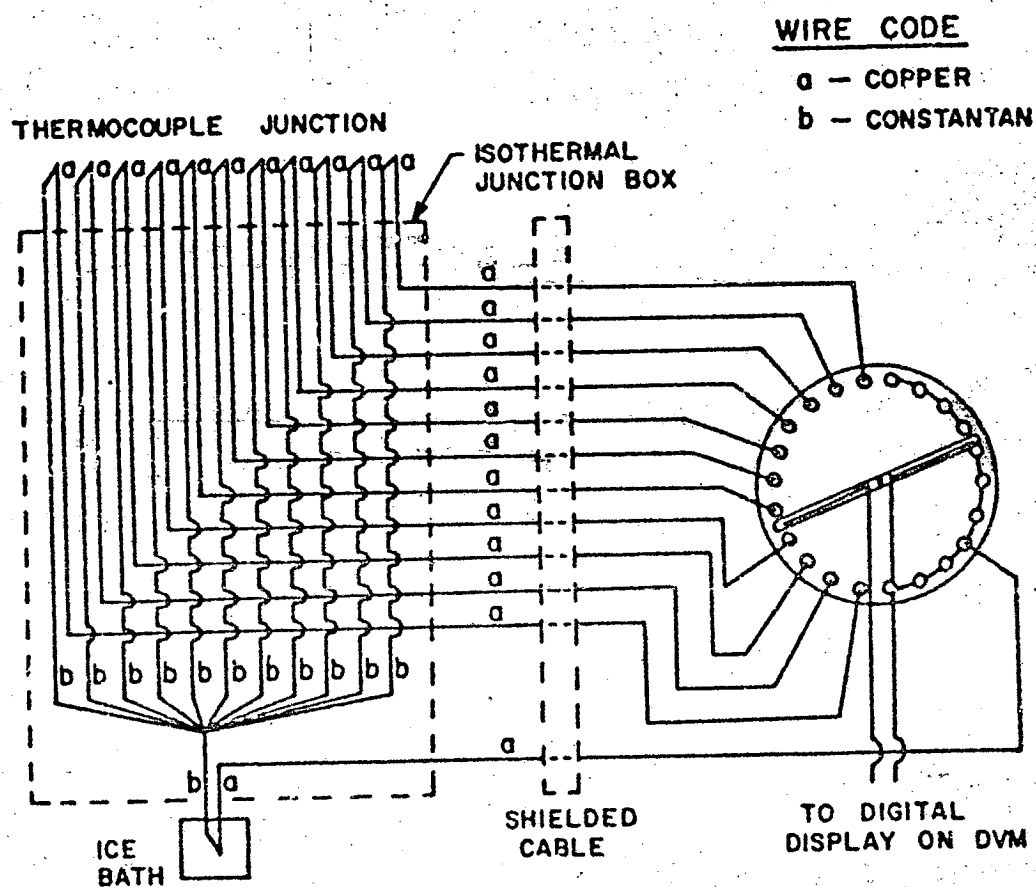 WIRE CODE
a – COPPER
b – CONSTANTAN
THERMOCOUPLE JUNCTION
a a a a a a a a a a a
ISOTHERMAL
JUNCTION BOX
a
a
a
a
a
a
a
a
a
a
a
b b b b b b b b b b b
a
b a
ICE
BATH
SHIELDED
CABLE
TO DIGITAL
DISPLAY ON DVM